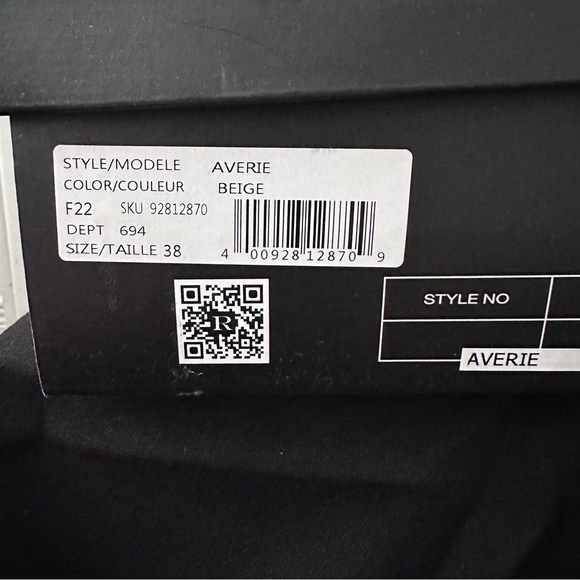 STYLE/MODELE AVERIE
COLOR/COULEUR BEIGE
F22 SKU 92812870
DEPT 694
SIZE/TAILLE 38
4 00928 12870 9
R
STYLE NO
AVERIE